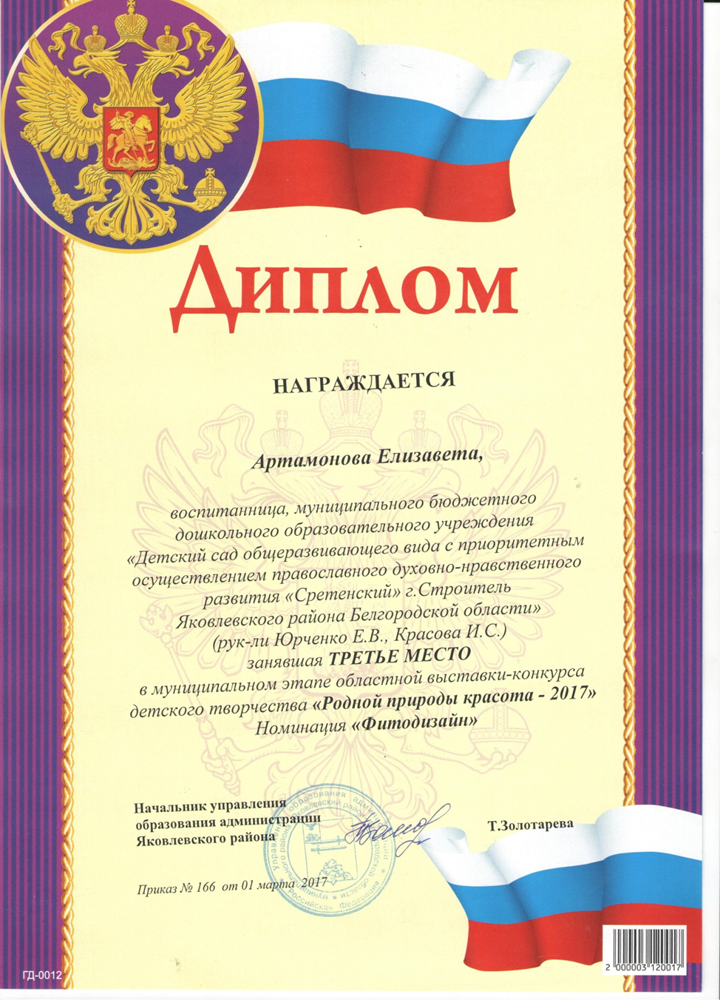 Диплом
НАГРАЖДАЕТСЯ
Артамонова Елизавета,
воспитанница, муниципального бюджетного
дошкольного образовательного учреждения
«Детский сад общеразвивающего вида с приоритетным
осуществлением православного духовно-нравственного
развития «Сретенский» г.Строитель
Яковлевского района Белгородской области»
(рук-ли Юрченко Е.В., Красова И.С.)
занявшая ТРЕТЬЕ МЕСТО
в муниципальном этапе областной выставки-конкурса
детского творчества «Родной природы красота - 2017»
Номинация «Фитодизайн»
Начальник управления
образования администрации
Яковлевского района
Т.Золотарева
Приказ № 166 от 01 марта 2017
Российская Федерация
ГД-0012
2 000003 120017